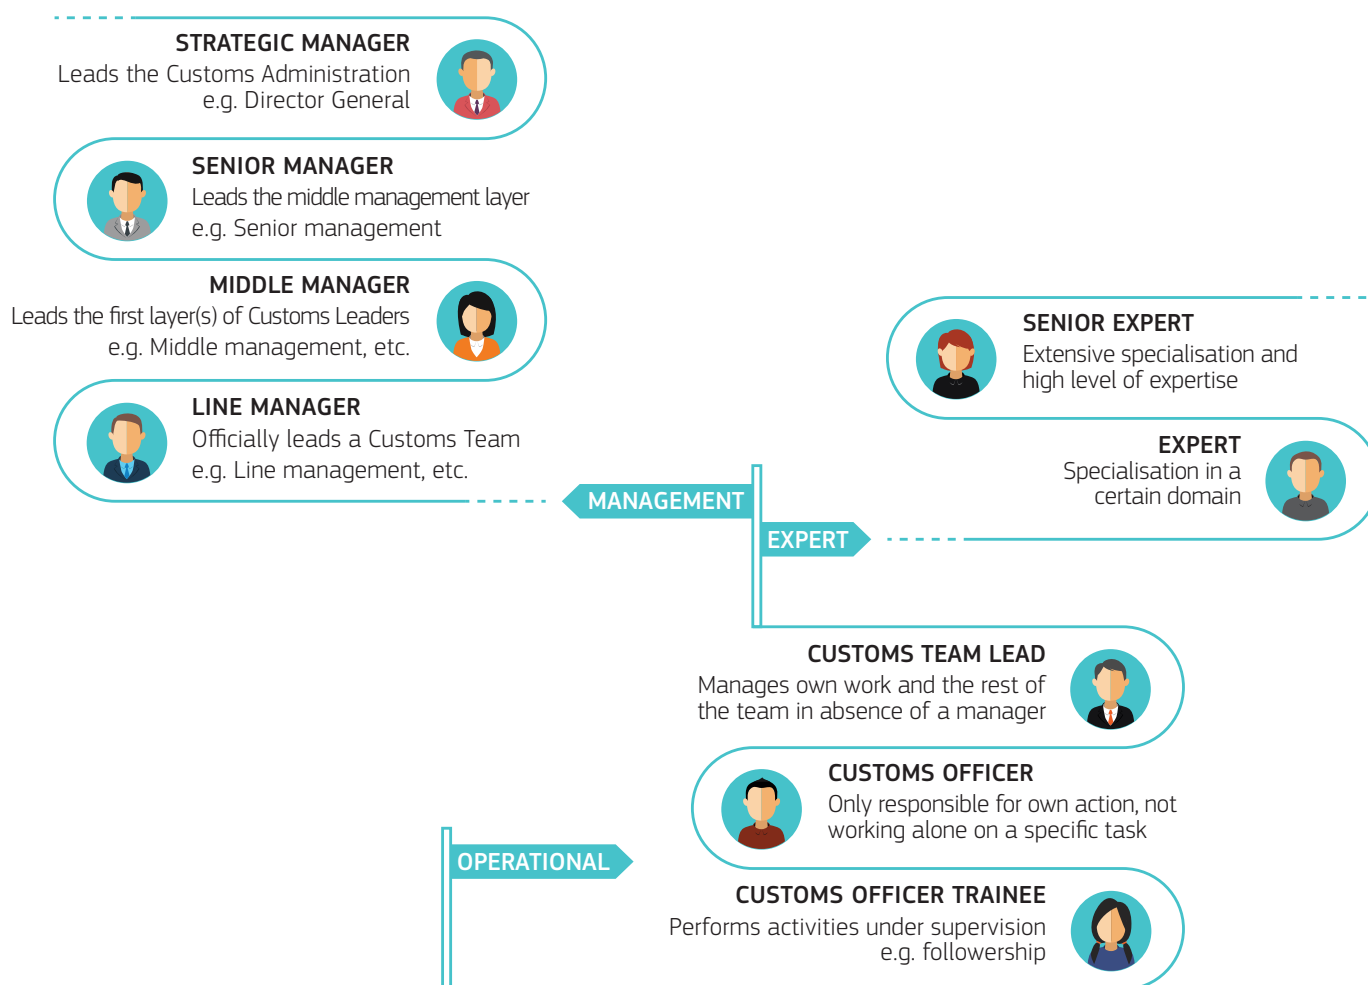 STRATEGIC MANAGER
Leads the Customs Administration
e.g. Director General
SENIOR MANAGER
Leads the middle management layer
e.g. Senior management
MIDDLE MANAGER
Leads the first layer(s) of Customs Leaders
e.g. Middle management, etc.
LINE MANAGER
Officially leads a Customs Team
e.g. Line management, etc.
SENIOR EXPERT
Extensive specialisation and
high level of expertise
EXPERT
Specialisation in a
certain domain
MANAGEMENT
EXPERT
CUSTOMS TEAM LEAD
Manages own work and the rest of
the team in absence of a manager
CUSTOMS OFFICER
Only responsible for own action, not
working alone on a specific task
OPERATIONAL
CUSTOMS OFFICER TRAINEE
Performs activities under supervision
e.g. followership